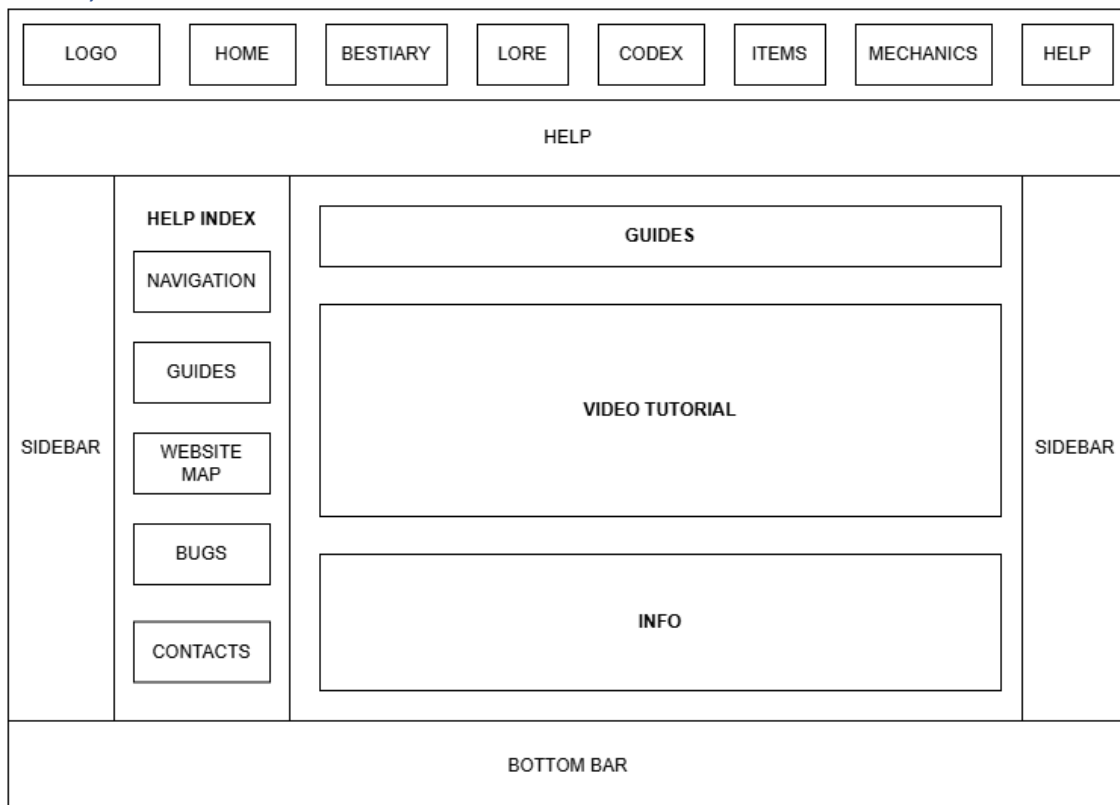 LOGO
HOME
BESTIARY
LORE
CODEX
ITEMS
MECHANICS
HELP
HELP
SIDEBAR
HELP INDEX
NAVIGATION
GUIDES
WEBSITE
MAP
BUGS
CONTACTS
GUIDES
VIDEO TUTORIAL
INFO
SIDEBAR
BOTTOM BAR